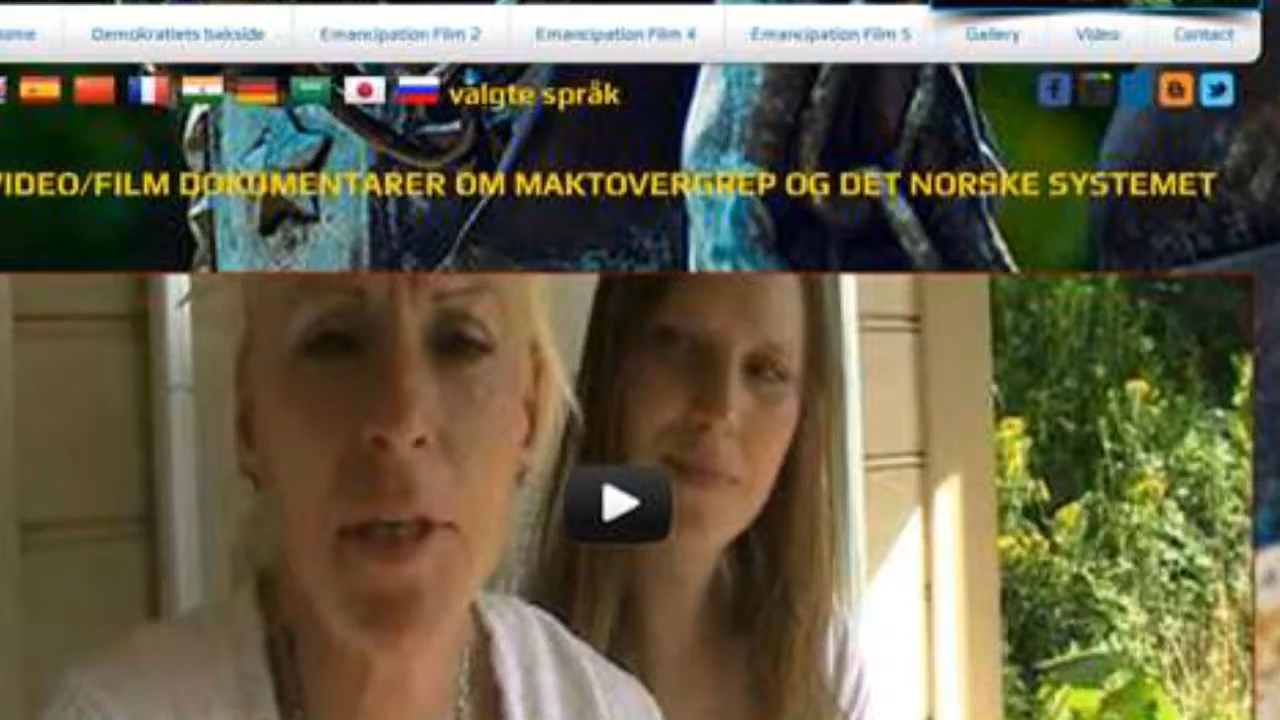 Demokratiets bakside Emancipation Film 2 Emancipation Film 4 Emancipation Film 5 Gallery Video Contact
valgte språk
VIDEO/FILM DOKUMENTARER OM MAKTOVERGREP OG DET NORSKE SYSTEMET